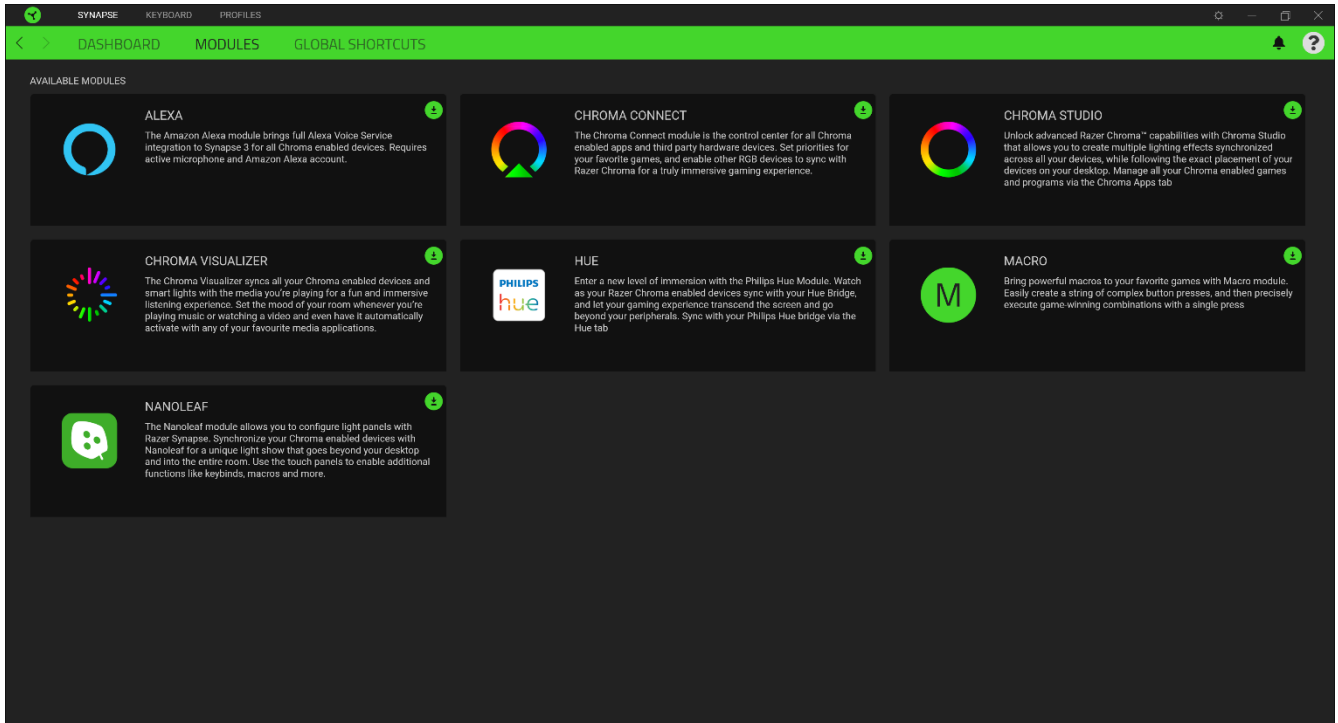 SYNAPSE KEYBOARD PROFILES
DASHBOARD MODULES GLOBAL SHORTCUTS
?
AVAILABLE MODULES
ALEXA
The Amazon Alexa module brings full Alexa Voice Service
integration to Synapse 3 for all Chroma enabled devices. Requires
active microphone and Amazon Alexa account.
CHROMA CONNECT
The Chroma Connect module is the control center for all Chroma
enabled apps and third party hardware devices. Set priorities for
your favorite games, and enable other RGB devices to sync with
Razer Chroma for a truly immersive gaming experience.
CHROMA STUDIO
Unlock advanced Razer Chroma™ capabilities with Chroma Studio
that allows you to create multiple lighting effects synchronized
across all your devices, while following the exact placement of your
devices on your desktop. Manage all your Chroma enabled games
and programs via the Chroma Apps tab
CHROMA VISUALIZER
The Chroma Visualizer syncs all your Chroma enabled devices and
smart lights with the media you're playing for a fun and immersive
listening experience. Set the mood of your room whenever you're
playing music or watching a video and even have it automatically
activate with any of your favourite media applications.
PHILIPS
hue
HUE
Enter a new level of immersion with the Philips Hue Module. Watch
as your Razer Chroma enabled devices sync with your Hue Bridge,
and let your gaming experience transcend the screen and go
beyond your peripherals. Sync with your Philips Hue bridge via the
Hue tab
M
MACRO
Bring powerful macros to your favorite games with Macro module.
Easily create a string of complex button presses, and then precisely
execute game-winning combinations with a single press
NANOLEAF
The Nanoleaf module allows you to configure light panels with
Razer Synapse. Synchronize your Chroma enabled devices with
Nanoleaf for a unique light show that goes beyond your desktop
and into the entire room. Use the touch panels to enable additional
functions like keybinds, macros and more.